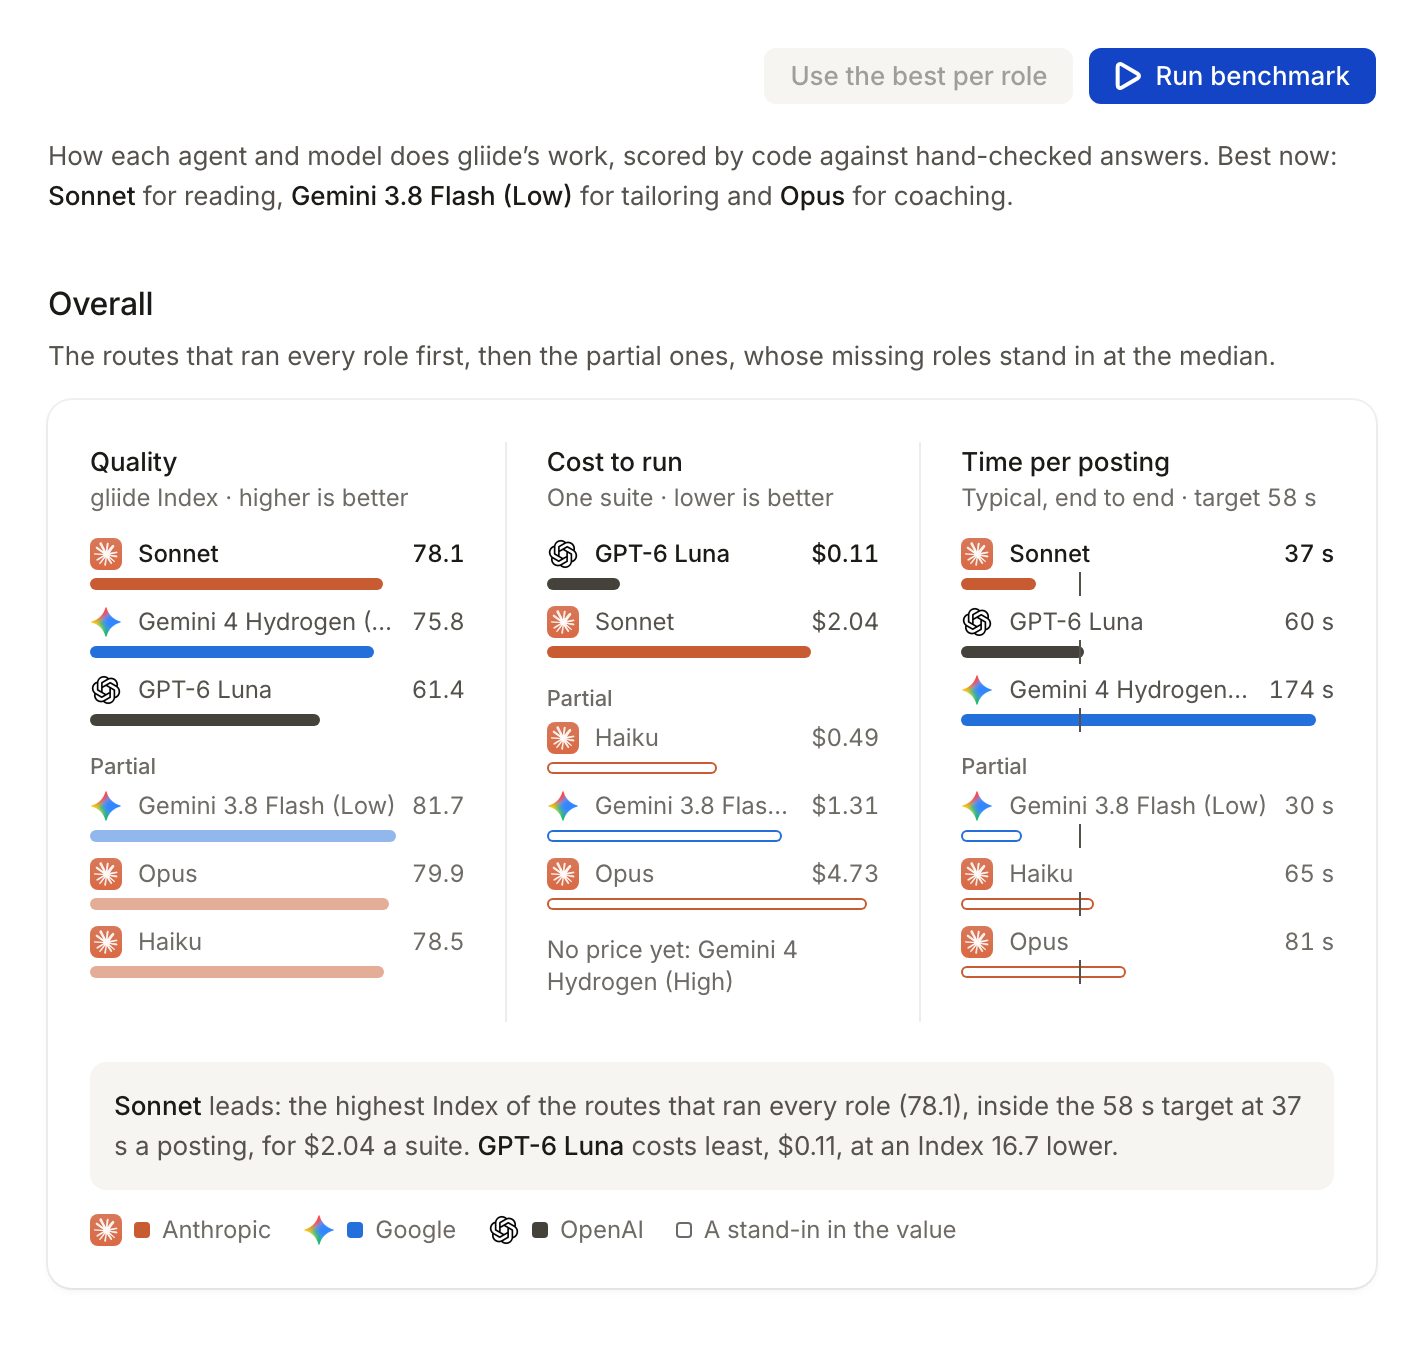 Use the best per role
Run benchmark
How each agent and model does gliide’s work, scored by code against hand-checked answers. Best now:
Sonnet for reading, Gemini 3.8 Flash (Low) for tailoring and Opus for coaching.
Overall
The routes that ran every role first, then the partial ones, whose missing roles stand in at the median.
Quality
gliide Index · higher is better
Sonnet 78.1
Gemini 4 Hydrogen (... 75.8
GPT-6 Luna 61.4
Partial
Gemini 3.8 Flash (Low) 81.7
Opus 79.9
Haiku 78.5
Cost to run
One suite · lower is better
GPT-6 Luna $0.11
Sonnet $2.04
Partial
Haiku $0.49
Gemini 3.8 Flas... $1.31
Opus $4.73
No price yet: Gemini 4
Hydrogen (High)
Time per posting
Typical, end to end · target 58 s
Sonnet 37 s
GPT-6 Luna 60 s
Gemini 4 Hydrogen... 174 s
Partial
Gemini 3.8 Flash (Low) 30 s
Haiku 65 s
Opus 81 s
Sonnet leads: the highest Index of the routes that ran every role (78.1), inside the 58 s target at 37
s a posting, for $2.04 a suite. GPT-6 Luna costs least, $0.11, at an Index 16.7 lower.
Anthropic Google OpenAI A stand-in in the value